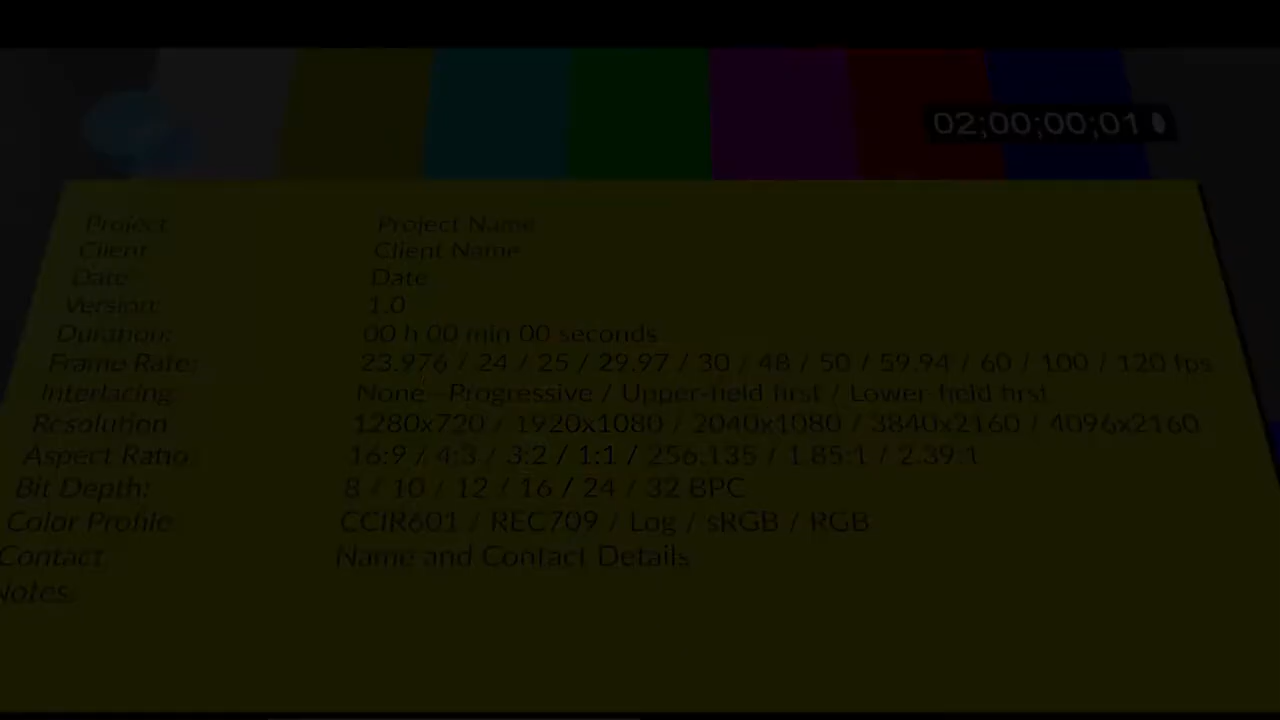 02;00;00;01
Project Project Name
Client Client Name
Date Date
Version: 1.0
Duration: 00 h 00 min 00 seconds
Frame Rate: 23.976 / 24 / 25 / 29.97 / 30 / 48 / 50 / 59.94 / 60 / 100 / 120 fps
Interlacing: None - Progressive / Upper-field first / Lower field first
Resolution 1280x720 / 1920x1080 / 2040x1080 / 3840x2160 / 4096x2160
Aspect Ratio: 16:9 / 4:3 / 3:2 / 1:1 / 256:135 / 1.85:1 / 2.39:1
Bit Depth: 8 / 10 / 12 / 16 / 24 / 32 BPC
Color Profile CCIR601 / REC709 / Log / sRGB / RGB
Contact Name and Contact Details
Notes: